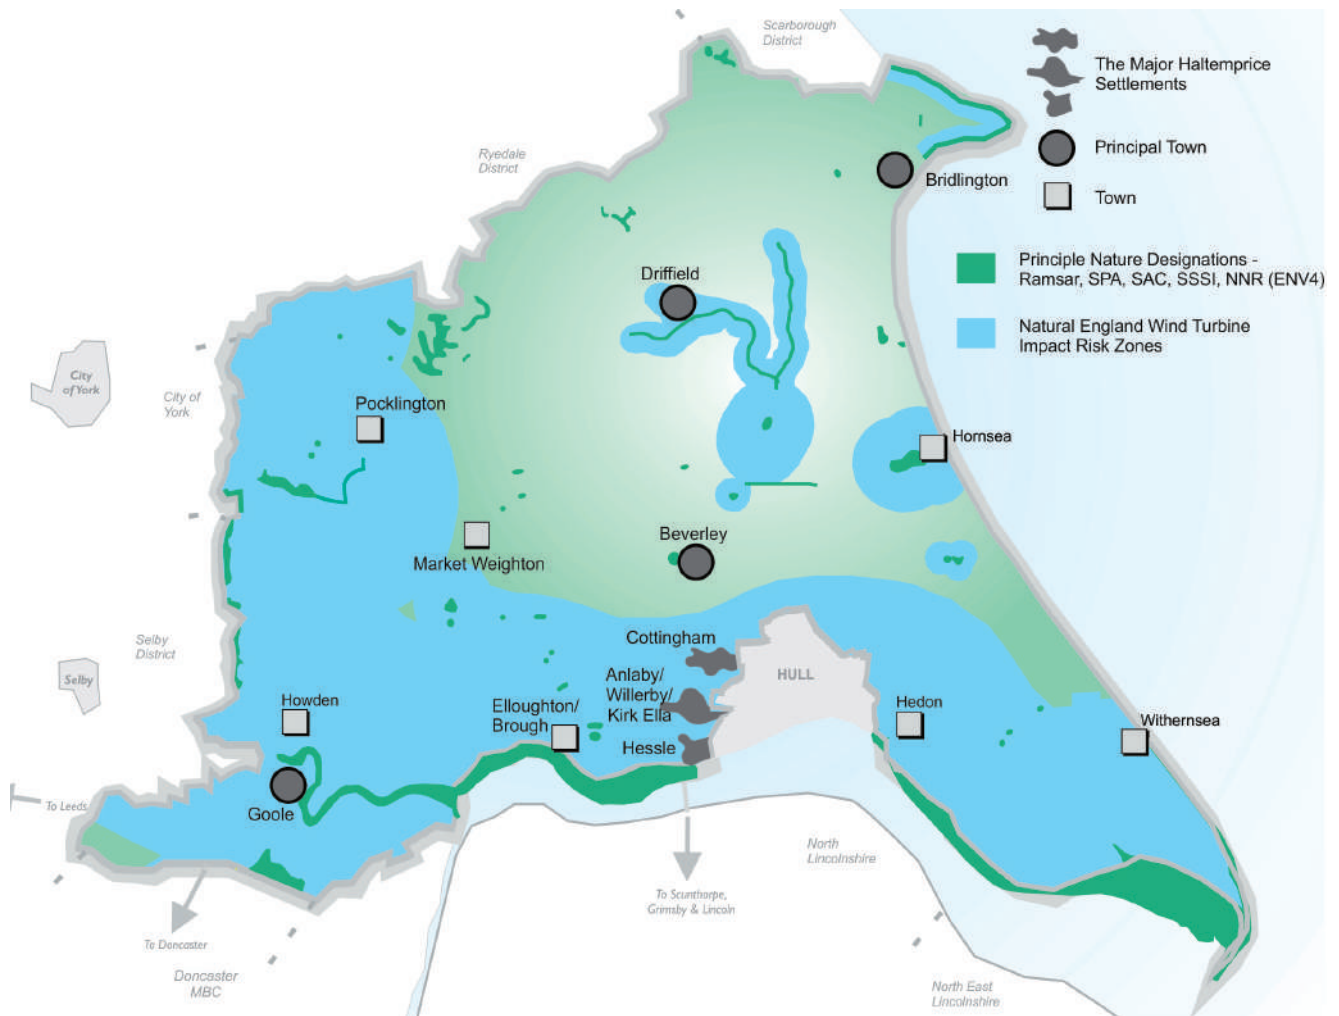 Scarborough
District
The Major Haltemprice
Settlements
Principal Town
Ryedale
District
Bridlington
Town
Principle Nature Designations -
Ramsar, SPA, SAC, SSSI, NNR (ENV4)
Driffield
Natural England Wind Turbine
Impact Risk Zones
City
of York
City of
York
Pocklington
Hornsea
Beverley
Market Weighton
Selby
District
Cottingham
Selby
HULL
Anlaby/
Willerby/
Kirk Ella
Howden
Elloughton/
Brough
Hedon
Withernsea
Hessle
To Leeds
Goole
North
Lincolnshire
To Scunthorpe,
Grimsby & Lincoln
To Doncaster
Doncaster
MBC
North East
Lincolnshire